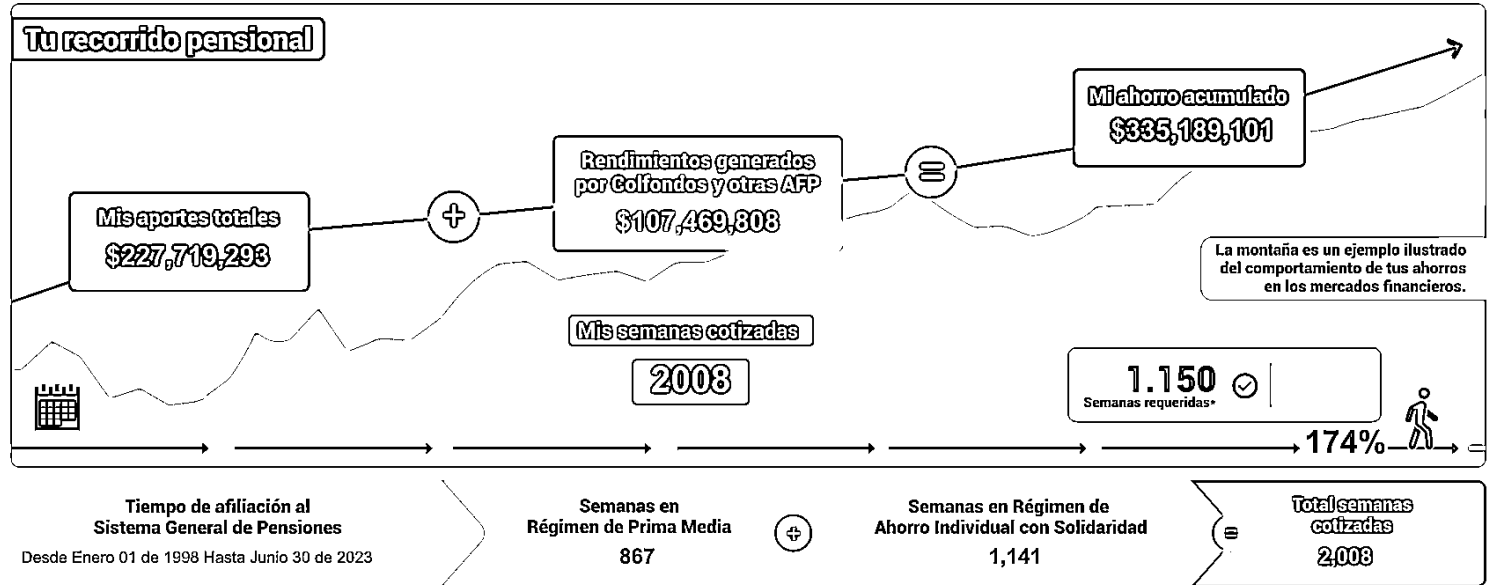 Tu recorrido pensional
Mi ahorro acumulado
$335,189,101
Rendimientos generados
por Colfondos y otras AFP
$107,469,808
=
Mis aportes totales
$227,719,293
+
La montaña es un ejemplo ilustrado
del comportamiento de tus ahorros
en los mercados financieros.
Mis semanas cotizadas
2008
1.150
Semanas requeridas*
174%
=
Tiempo de afiliación al
Sistema General de Pensiones
Desde Enero 01 de 1998 Hasta Junio 30 de 2023
Semanas en
Régimen de Prima Media
867
+
Semanas en Régimen de
Ahorro Individual con Solidaridad
1,141
=
Total semanas
cotizadas
2,008